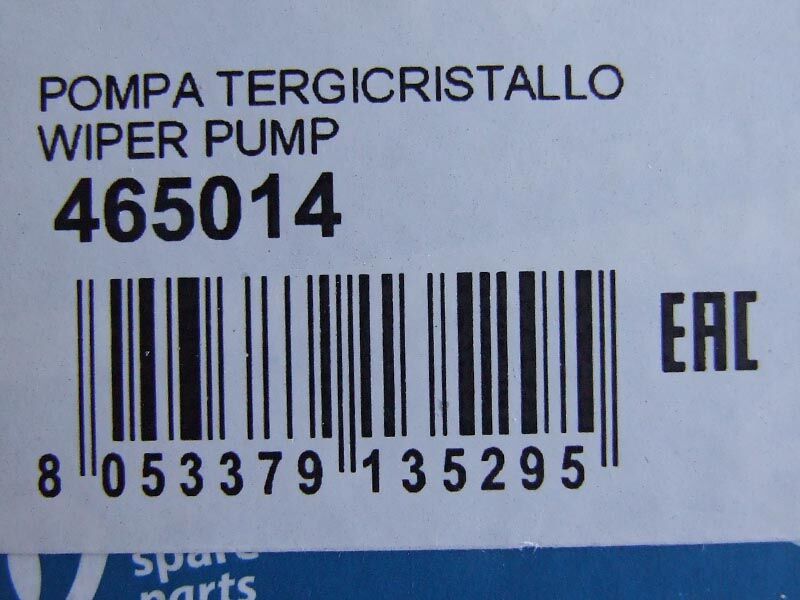 POMPA TERGICRISTALLO
WIPER PUMP
465014
EAC
8 053379 135295
spare
parts